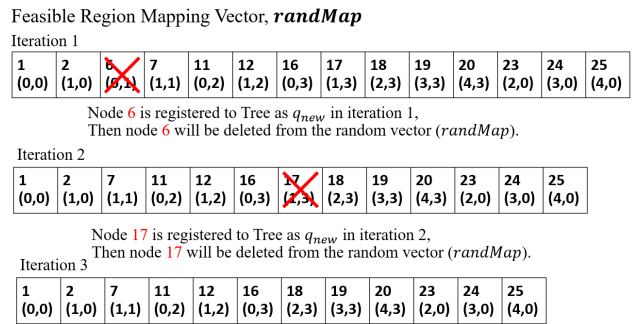 Feasible Region Mapping Vector, randMap
Iteration 1
1 2 6 7 11 12 16 17 18 19 20 23 24 25
(0,0) (1,0) (0,1) (1,1) (0,2) (1,2) (0,3) (1,3) (2,3) (3,3) (4,3) (2,0) (3,0) (4,0)
Node 6 is registered to Tree as qnew in iteration 1,
Then node 6 will be deleted from the random vector (randMap).
Iteration 2
1 2 7 11 12 16 17 18 19 20 23 24 25
(0,0) (1,0) (1,1) (0,2) (1,2) (0,3) (1,3) (2,3) (3,3) (4,3) (2,0) (3,0) (4,0)
Node 17 is registered to Tree as qnew in iteration 2,
Then node 17 will be deleted from the random vector (randMap).
Iteration 3
1 2 7 11 12 16 18 19 20 23 24 25
(0,0) (1,0) (1,1) (0,2) (1,2) (0,3) (2,3) (3,3) (4,3) (2,0) (3,0) (4,0)